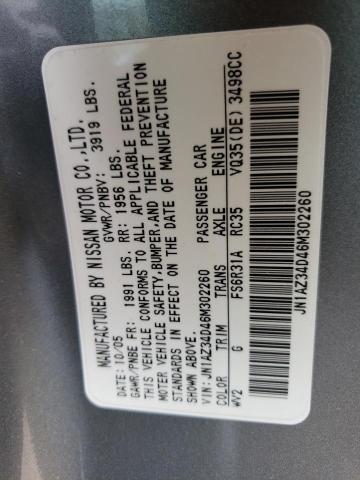 MANUFACTURED BY NISSAN MOTOR CO.,LTD.
DATE: 10/05 GVWR/PNBV: 3919 LBS.
GAWR/PNBE FR: 1991 LBS. RR: 1956 LBS.
THIS VEHICLE CONFORMS TO ALL APPLICABLE FEDERAL
MOTOR VEHICLE SAFETY,BUMPER,AND THEFT PREVENTION
STANDARDS IN EFFECT ON THE DATE OF MANUFACTURE
SHOWN ABOVE.
VIN: JN1AZ34D46M302260 PASSENGER CAR
COLOR TRIM TRANS AXLE ENGINE
WV2 G FS6R31A RC35 VQ35(DE) 3498CC
JN1AZ34D46M302260